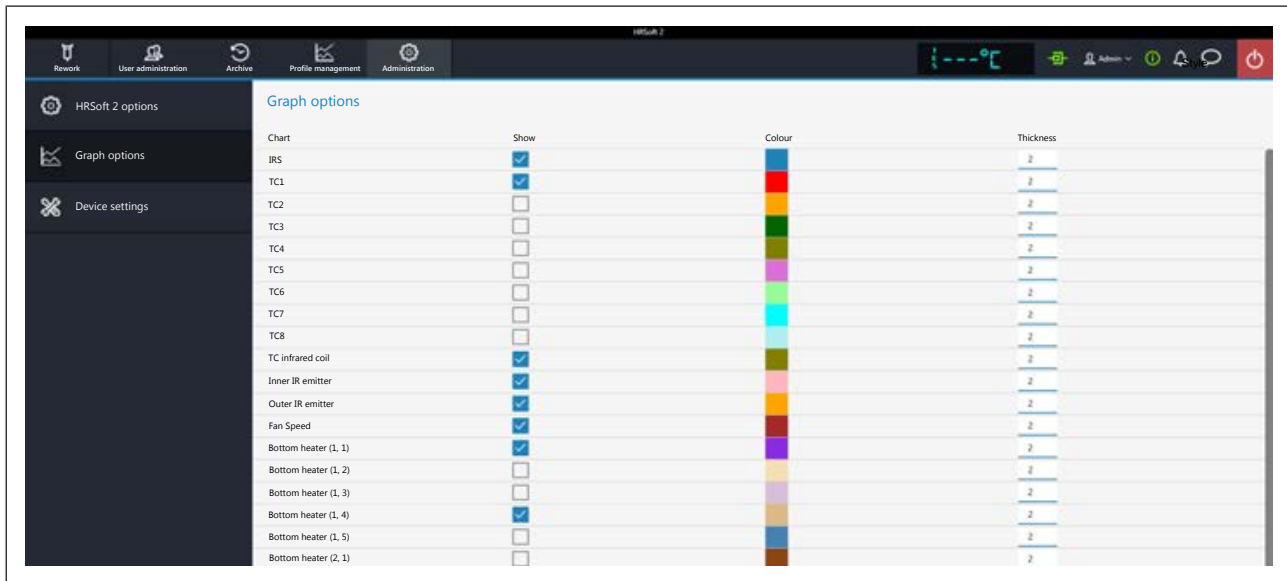 HRSoft 2
Rework User administration Archive Profile management Administration
---°C Admin Style
HRSoft 2 options
Graph options
Device settings
Graph options
Chart Show Colour Thickness
IRS 2
TC1 2
TC2 2
TC3 2
TC4 2
TC5 2
TC6 2
TC7 2
TC8 2
TC infrared coil 2
Inner IR emitter 2
Outer IR emitter 2
Fan Speed 2
Bottom heater (1, 1) 2
Bottom heater (1, 2) 2
Bottom heater (1, 3) 2
Bottom heater (1, 4) 2
Bottom heater (1, 5) 2
Bottom heater (2, 1) 2